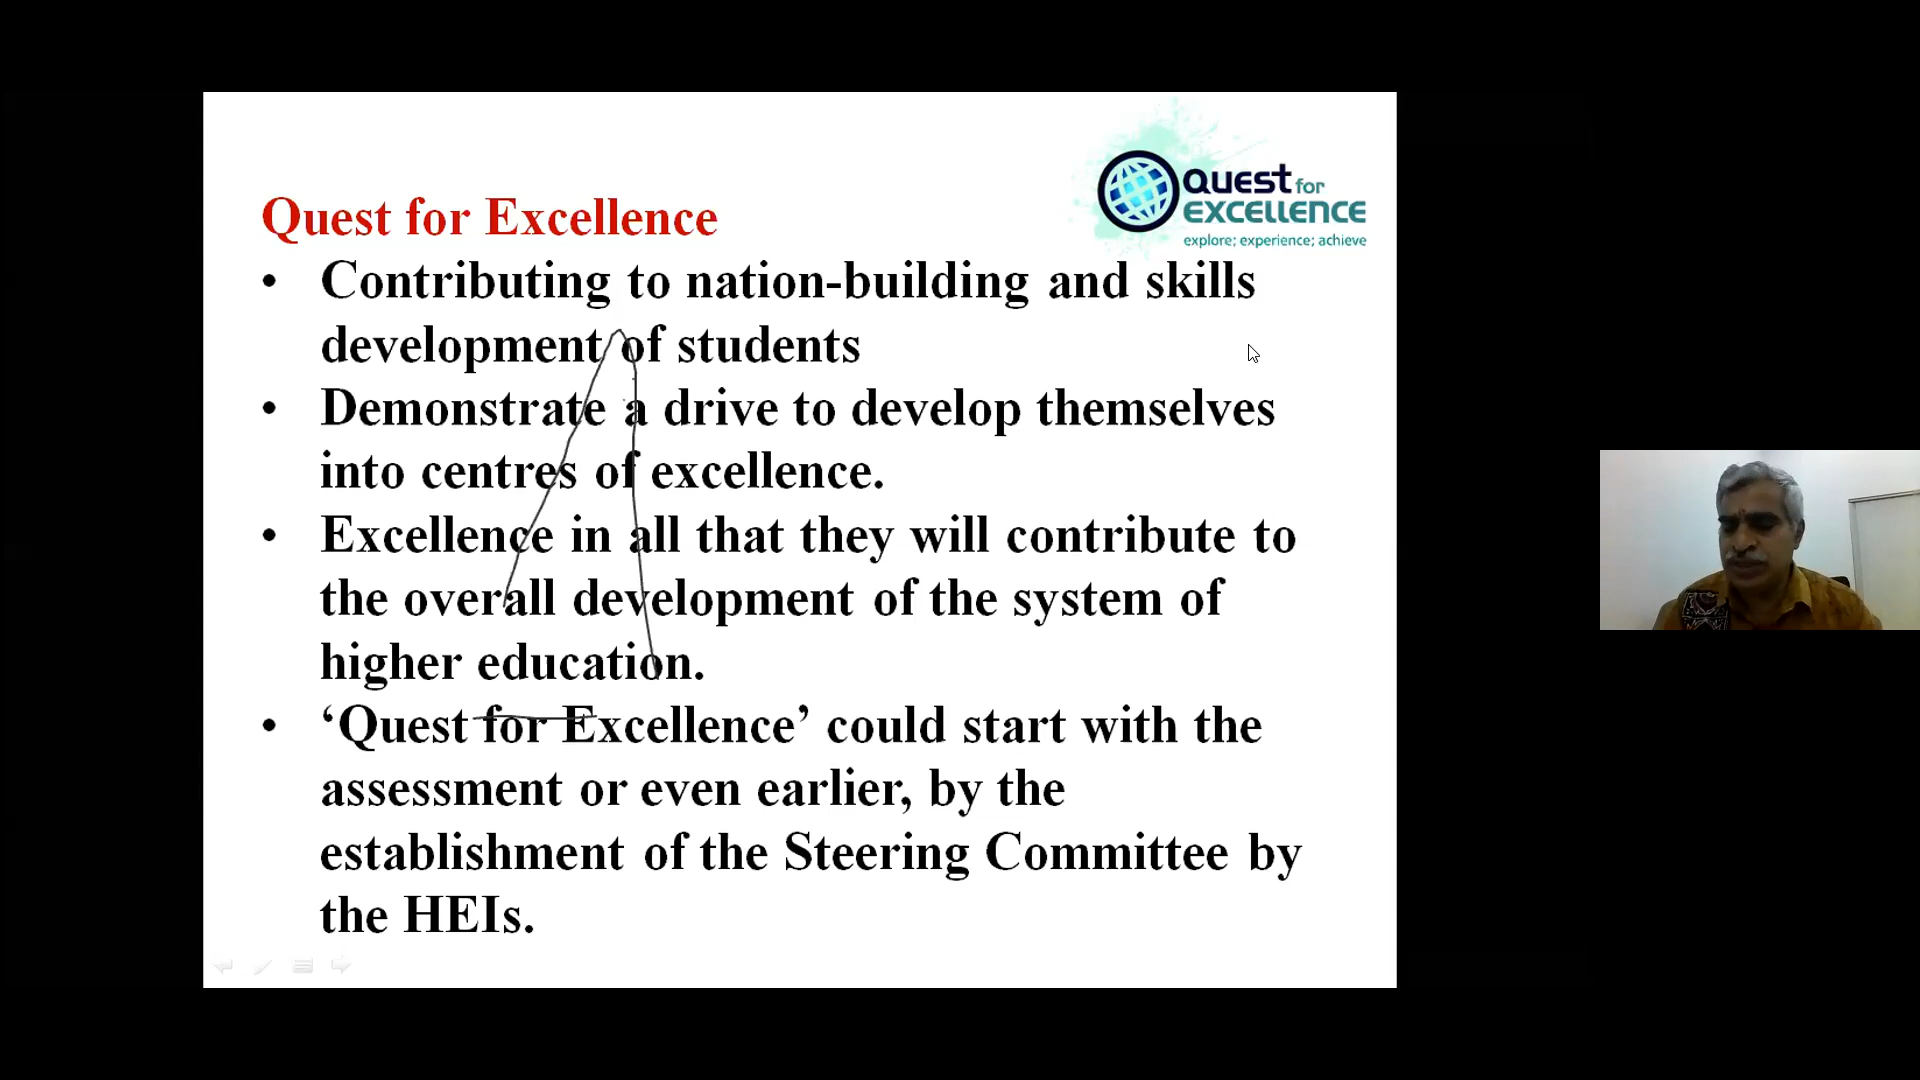 QUEST for
EXCELLENCE
explore; experience; achieve
Quest for Excellence
• Contributing to nation-building and skills
development of students
• Demonstrate a drive to develop themselves
into centres of excellence.
• Excellence in all that they will contribute to
the overall development of the system of
higher education.
• ‘Quest for Excellence’ could start with the
assessment or even earlier, by the
establishment of the Steering Committee by
the HEIs.